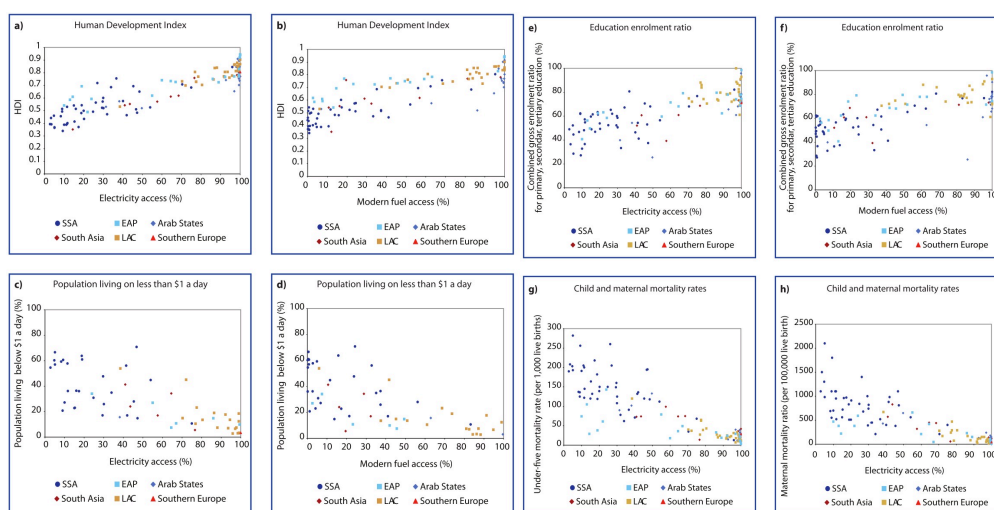 a) Human Development Index
HDI
1
0.9
0.8
0.7
0.6
0.5
0.4
0.3
0.2
0.1
0
0 10 20 30 40 50 60 70 80 90 100
Electricity access (%)
SSA EAP Arab States
South Asia LAC Southern Europe
b) Human Development Index
HDI
1
0.9
0.8
0.7
0.6
0.5
0.4
0.3
0.2
0.1
0
0 10 20 30 40 50 60 70 80 90 100
Modern fuel access (%)
SSA EAP Arab States
South Asia LAC Southern Europe
c) Population living on less than $1 a day
Population living below $1 a day (%)
100
80
60
40
20
0
0 10 20 30 40 50 60 70 80 90 100
Electricity access (%)
SSA EAP Arab States
South Asia LAC Southern Europe
d) Population living on less than $1 a day
Population living below $1 a day (%)
100
80
60
40
20
0
0 10 20 30 40 50 60 70 80 90 100
Modern fuel access (%)
SSA EAP Arab States
South Asia LAC Southern Europe
e) Education enrolment ratio
Combined gross enrolment ratio
for primary, secondar, tertiary education (%)
100
80
60
40
20
0
0 10 20 30 40 50 60 70 80 90 100
Electricity access (%)
SSA EAP Arab States
South Asia LAC Southern Europe
f) Education enrolment ratio
Combined gross enrolment ratio
for primary, secondar, tertiary education (%)
100
80
60
40
20
0
0 10 20 30 40 50 60 70 80 90 100
Modern fuel access (%)
SSA EAP Arab States
South Asia LAC Southern Europe
g) Child and maternal mortality rates
Under-five mortality rate (per 1,000 live births)
300
250
200
150
100
50
0
0 10 20 30 40 50 60 70 80 90 100
Electricity access (%)
SSA EAP Arab States
South Asia LAC Southern Europe
h) Child and maternal mortality rates
Maternal mortality ratio (per 100,000 live births)
2500
2000
1500
1000
500
0
0 10 20 30 40 50 60 70 80 90 100
Electricity access (%)
SSA EAP Arab States
South Asia LAC Southern Europe